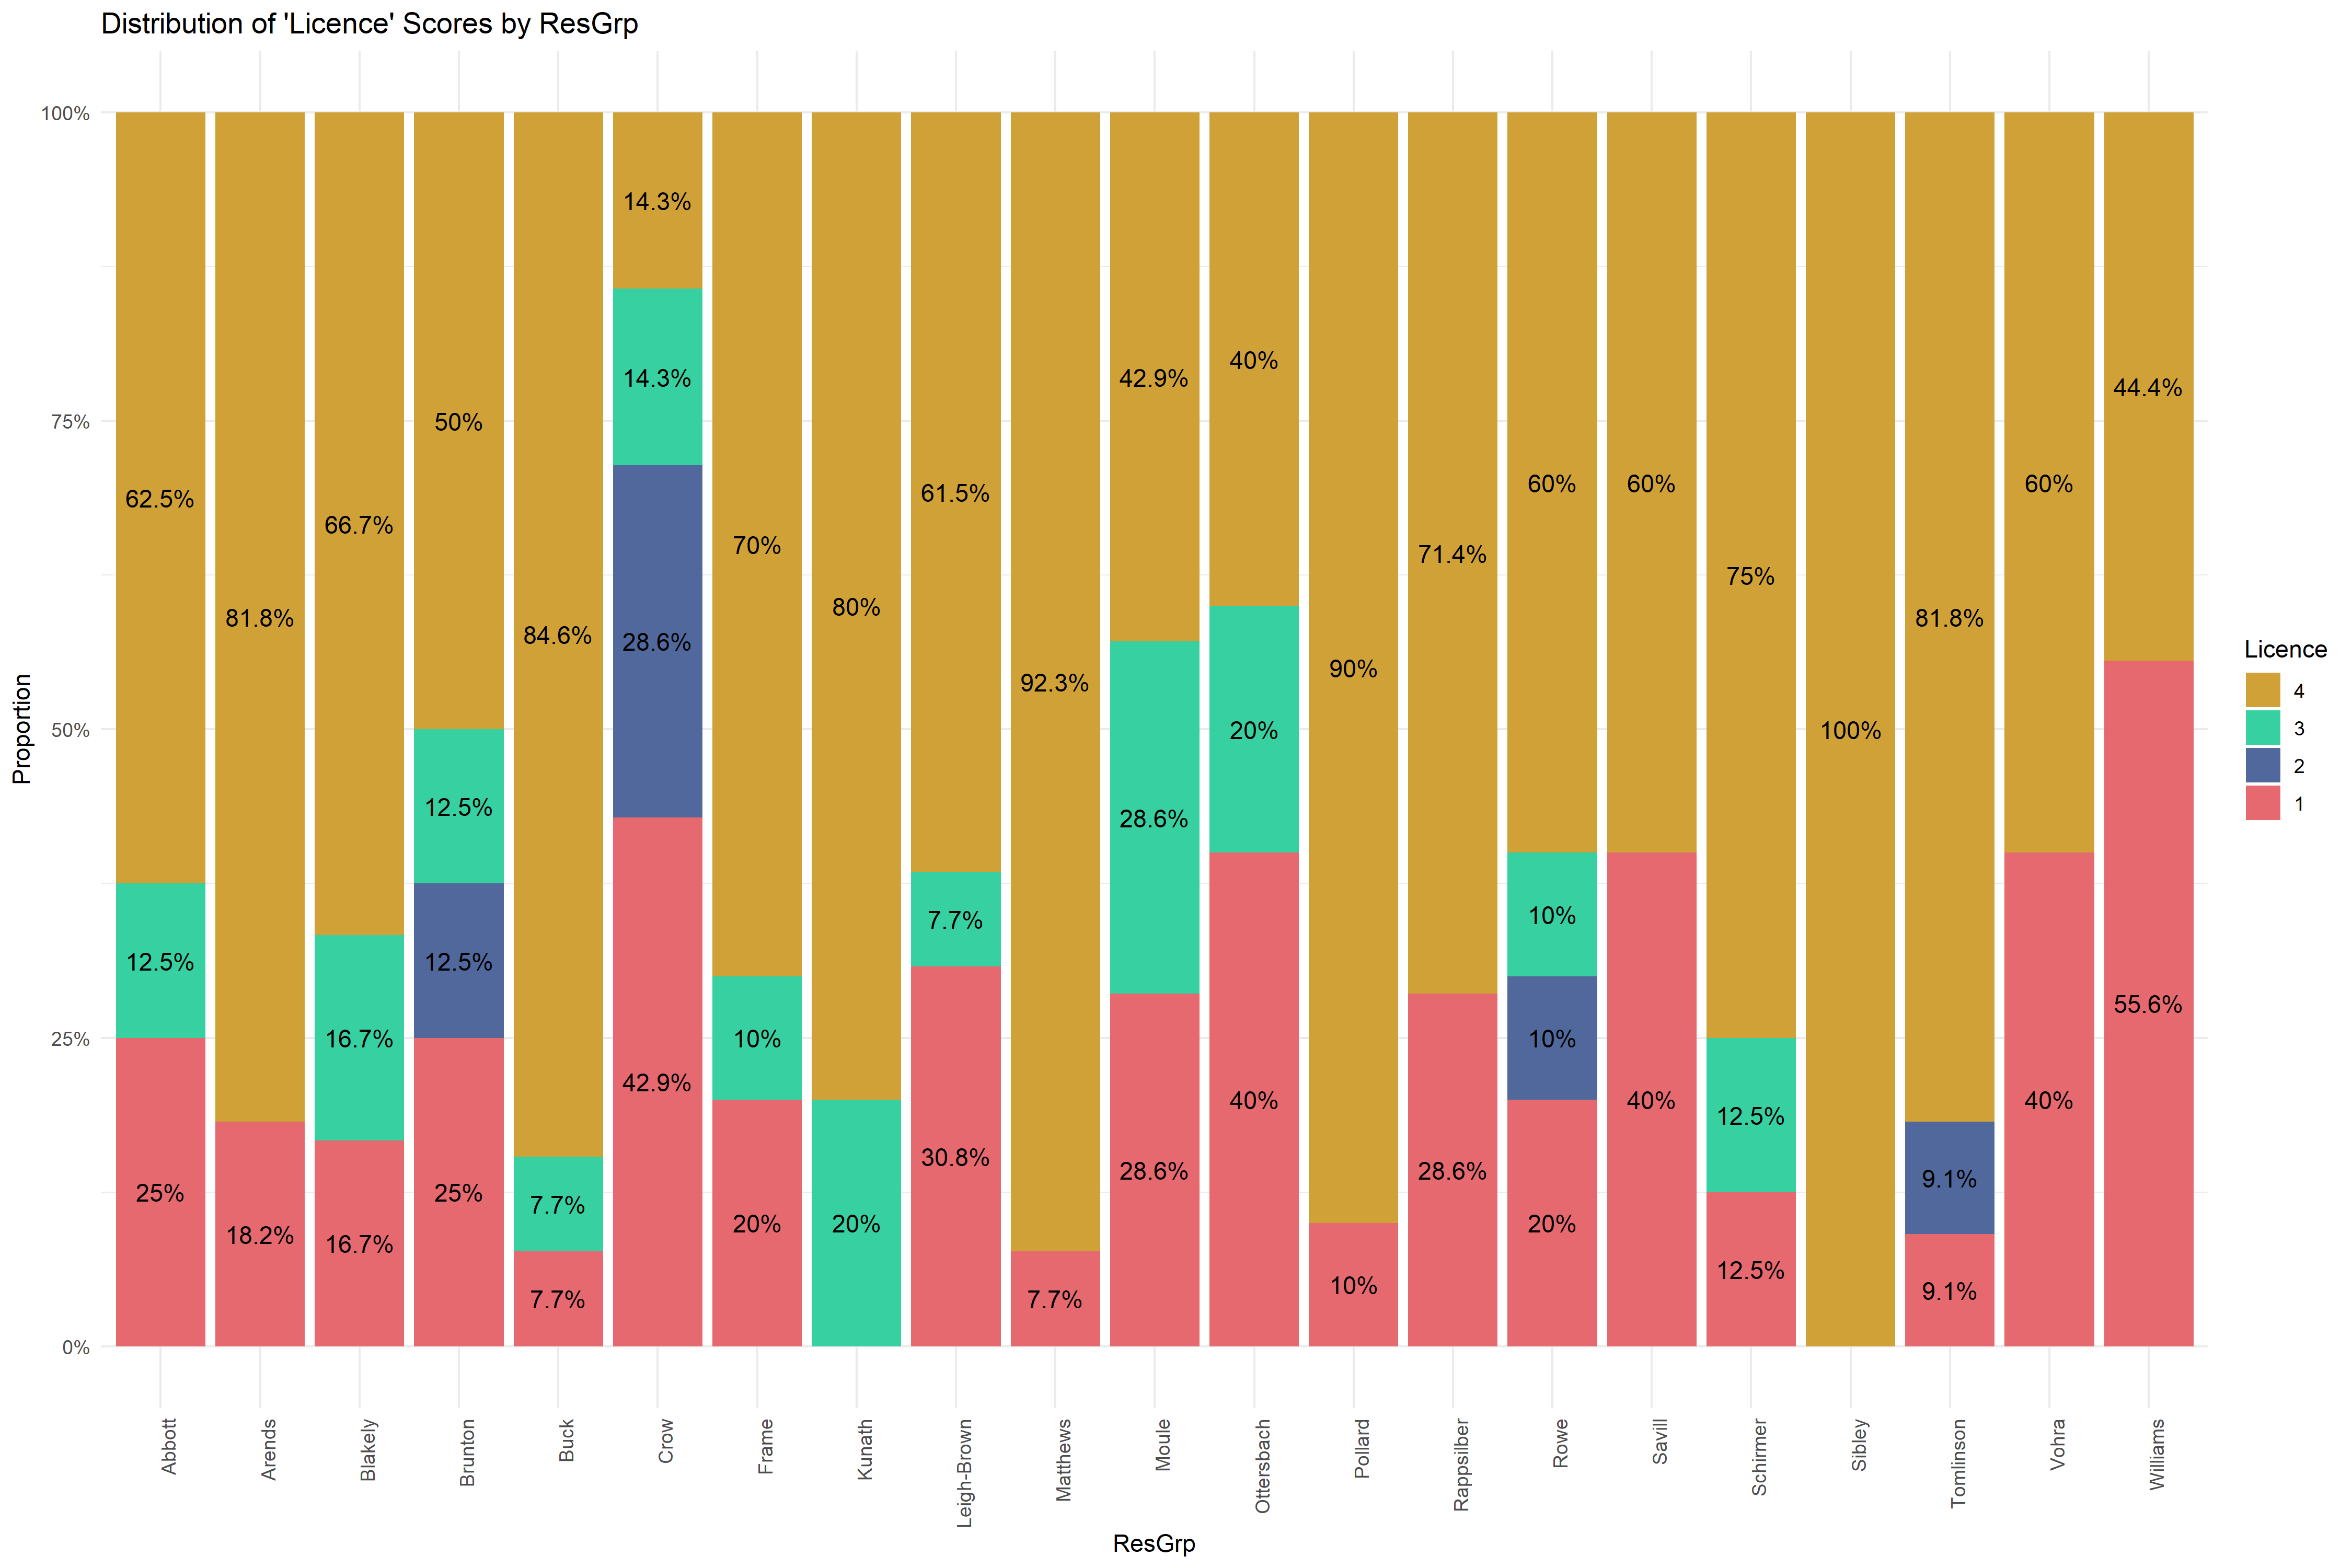 Distribution of 'Licence' Scores by ResGrp
Proportion
100%
75%
50%
25%
0%
62.5%
12.5%
25%
81.8%
18.2%
66.7%
16.7%
16.7%
50%
12.5%
12.5%
25%
84.6%
7.7%
7.7%
14.3%
14.3%
28.6%
42.9%
70%
10%
20%
80%
20%
61.5%
7.7%
30.8%
92.3%
7.7%
42.9%
28.6%
28.6%
40%
20%
40%
90%
10%
71.4%
28.6%
60%
10%
10%
20%
60%
40%
75%
12.5%
12.5%
100%
81.8%
9.1%
9.1%
60%
40%
44.4%
55.6%
Abbott
Arends
Blakely
Brunton
Buck
Crow
Frame
Kunath
Leigh-Brown
Matthews
Moule
Ottersbach
Pollard
Rappsilber
Rowe
Savill
Schirmer
Sibley
Tomlinson
Vohra
Williams
ResGrp
Licence
4
3
2
1